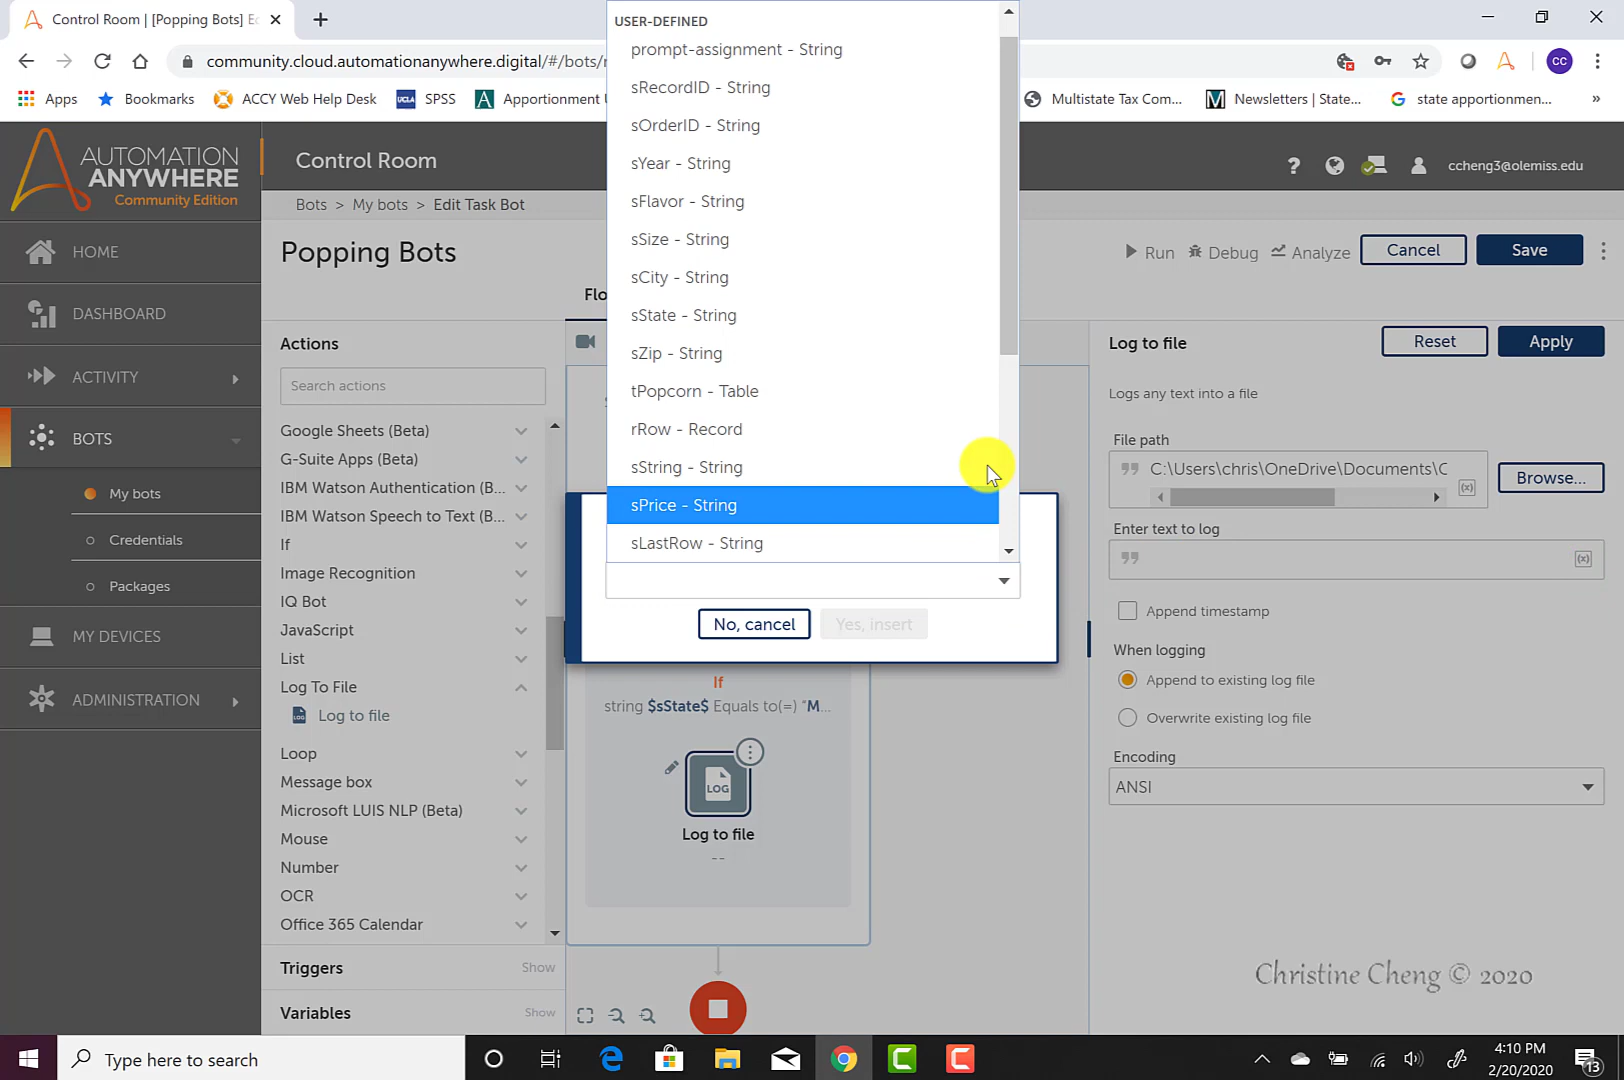 Control Room | [Popping Bots] Ed
community.cloud.automationanywhere.digital/#/bots/r
CC
Apps
Bookmarks
ACCY Web Help Desk
UCLA
SPSS
Apportionment
Multistate Tax Com...
Newsletters | State...
state apportionmen...
»
AUTOMATION
ANYWHERE
Community Edition
Control Room
ccheng3@olemiss.edu
Bots > My bots > Edit Task Bot
Popping Bots
Run
Debug
Analyze
Cancel
Save
Flo
HOME
DASHBOARD
ACTIVITY
BOTS
My bots
Credentials
Packages
MY DEVICES
ADMINISTRATION
Actions
Search actions
Google Sheets (Beta)
G-Suite Apps (Beta)
IBM Watson Authentication (B...
IBM Watson Speech to Text (B...
If
Image Recognition
IQ Bot
JavaScript
List
Log To File
Log to file
Loop
Message box
Microsoft LUIS NLP (Beta)
Mouse
Number
OCR
Office 365 Calendar
Triggers
Show
Variables
Show
USER-DEFINED
prompt-assignment - String
sRecordID - String
sOrderID - String
sYear - String
sFlavor - String
sSize - String
sCity - String
sState - String
sZip - String
tPopcorn - Table
rRow - Record
sString - String
sPrice - String
sLastRow - String
No, cancel
Yes, insert
If
string $sState$ Equals to(=) "M...
LOG
Log to file
--
Log to file
Reset
Apply
Logs any text into a file
File path
C:\Users\chris\OneDrive\Documents\C
(x)
Browse...
Enter text to log
(x)
Append timestamp
When logging
Append to existing log file
Overwrite existing log file
Encoding
ANSI
Christine Cheng © 2020
Type here to search
4:10 PM
2/20/2020
13